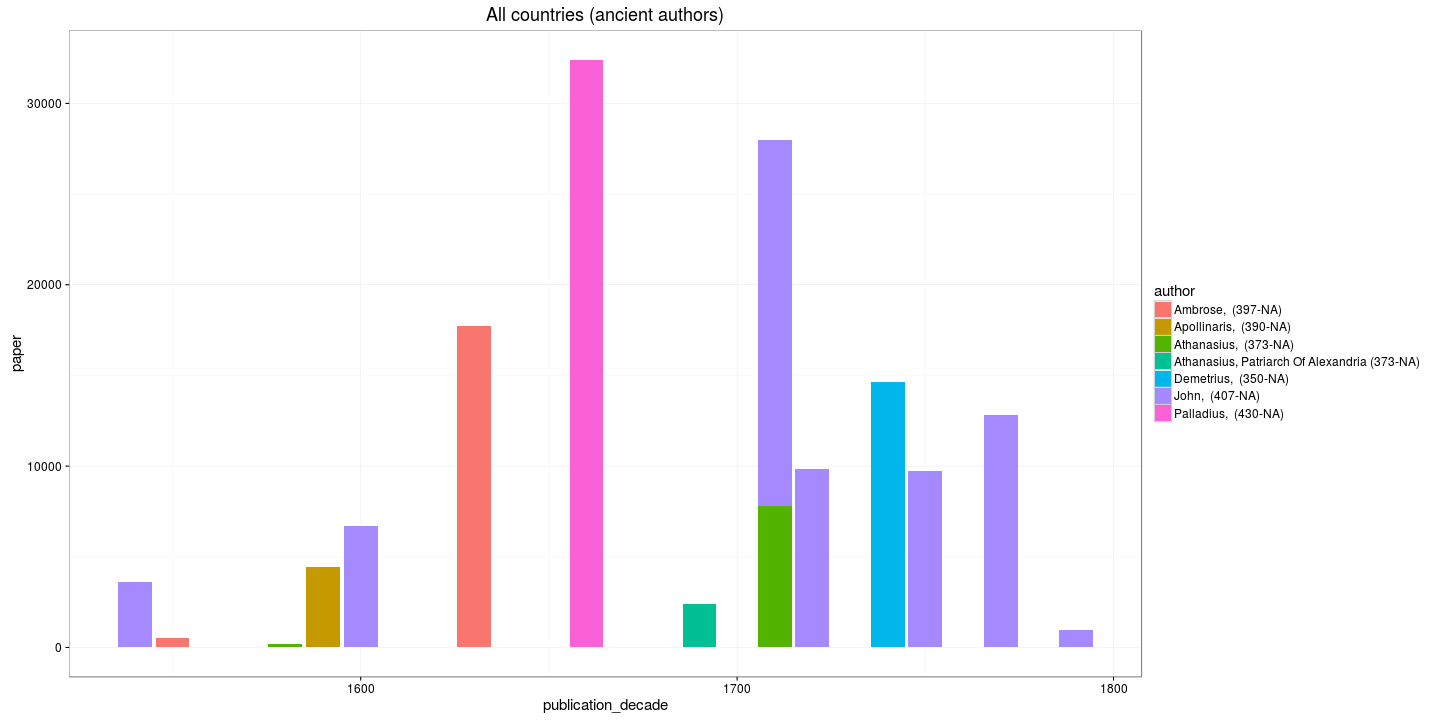 All countries (ancient authors)
30000
20000
10000
0
paper
1600
1700
1800
publication_decade
author
Ambrose,  (397-NA)
Apollinaris,  (390-NA)
Athanasius,  (373-NA)
Athanasius, Patriarch Of Alexandria (373-NA)
Demetrius,  (350-NA)
John,  (407-NA)
Palladius,  (430-NA)